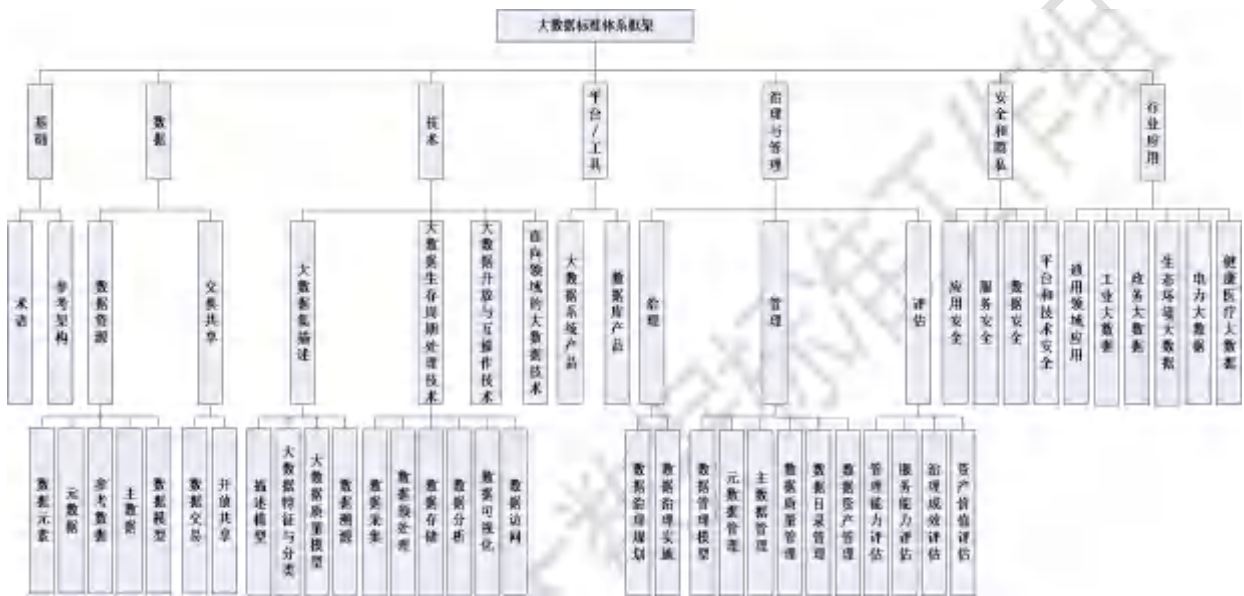 大数据标准体系框架
基础
数据
技术
平台/工具
治理与管理
安全和隐私
行业应用
术语
参考架构
数据资源
交换共享
大数据集描述
大数据生存周期处理技术
大数据开放与互操作技术
面向领域的大数据技术
大数据系统产品
数据库产品
治理
管理
评估
应用安全
服务安全
数据安全
平台和技术安全
通用领域应用
工业大数据
政务大数据
生态环境大数据
电力大数据
健康医疗大数据
数据元素
元数据
参考数据
主数据
数据模型
数据交易
开放共享
描述模型
大数据特征与分类
大数据质量模型
数据溯源
数据采集
数据预处理
数据存储
数据分析
数据可视化
数据访问
数据治理规划
数据治理实施
数据管理模型
元数据管理
主数据管理
数据质量管理
数据目录管理
数据资产管理
管理能力评估
服务能力评估
治理成效评估
资产价值评估
大数据标准工作组